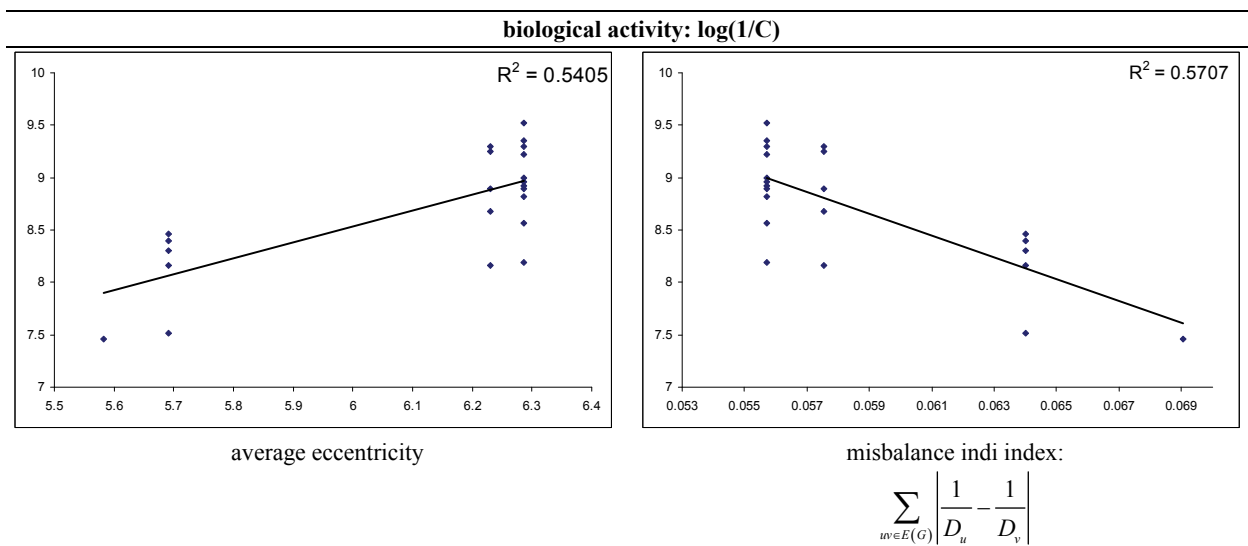 biological activity: log(1/C)
R² = 0.5405
10
9.5
9
8.5
8
7.5
7
5.5 5.6 5.7 5.8 5.9 6 6.1 6.2 6.3 6.4
average eccentricity
R² = 0.5707
10
9.5
9
8.5
8
7.5
7
0.053 0.055 0.057 0.059 0.061 0.063 0.065 0.067 0.069
misbalance indi index:
∑_{uv∈E(G)} |1/D_u − 1/D_v|